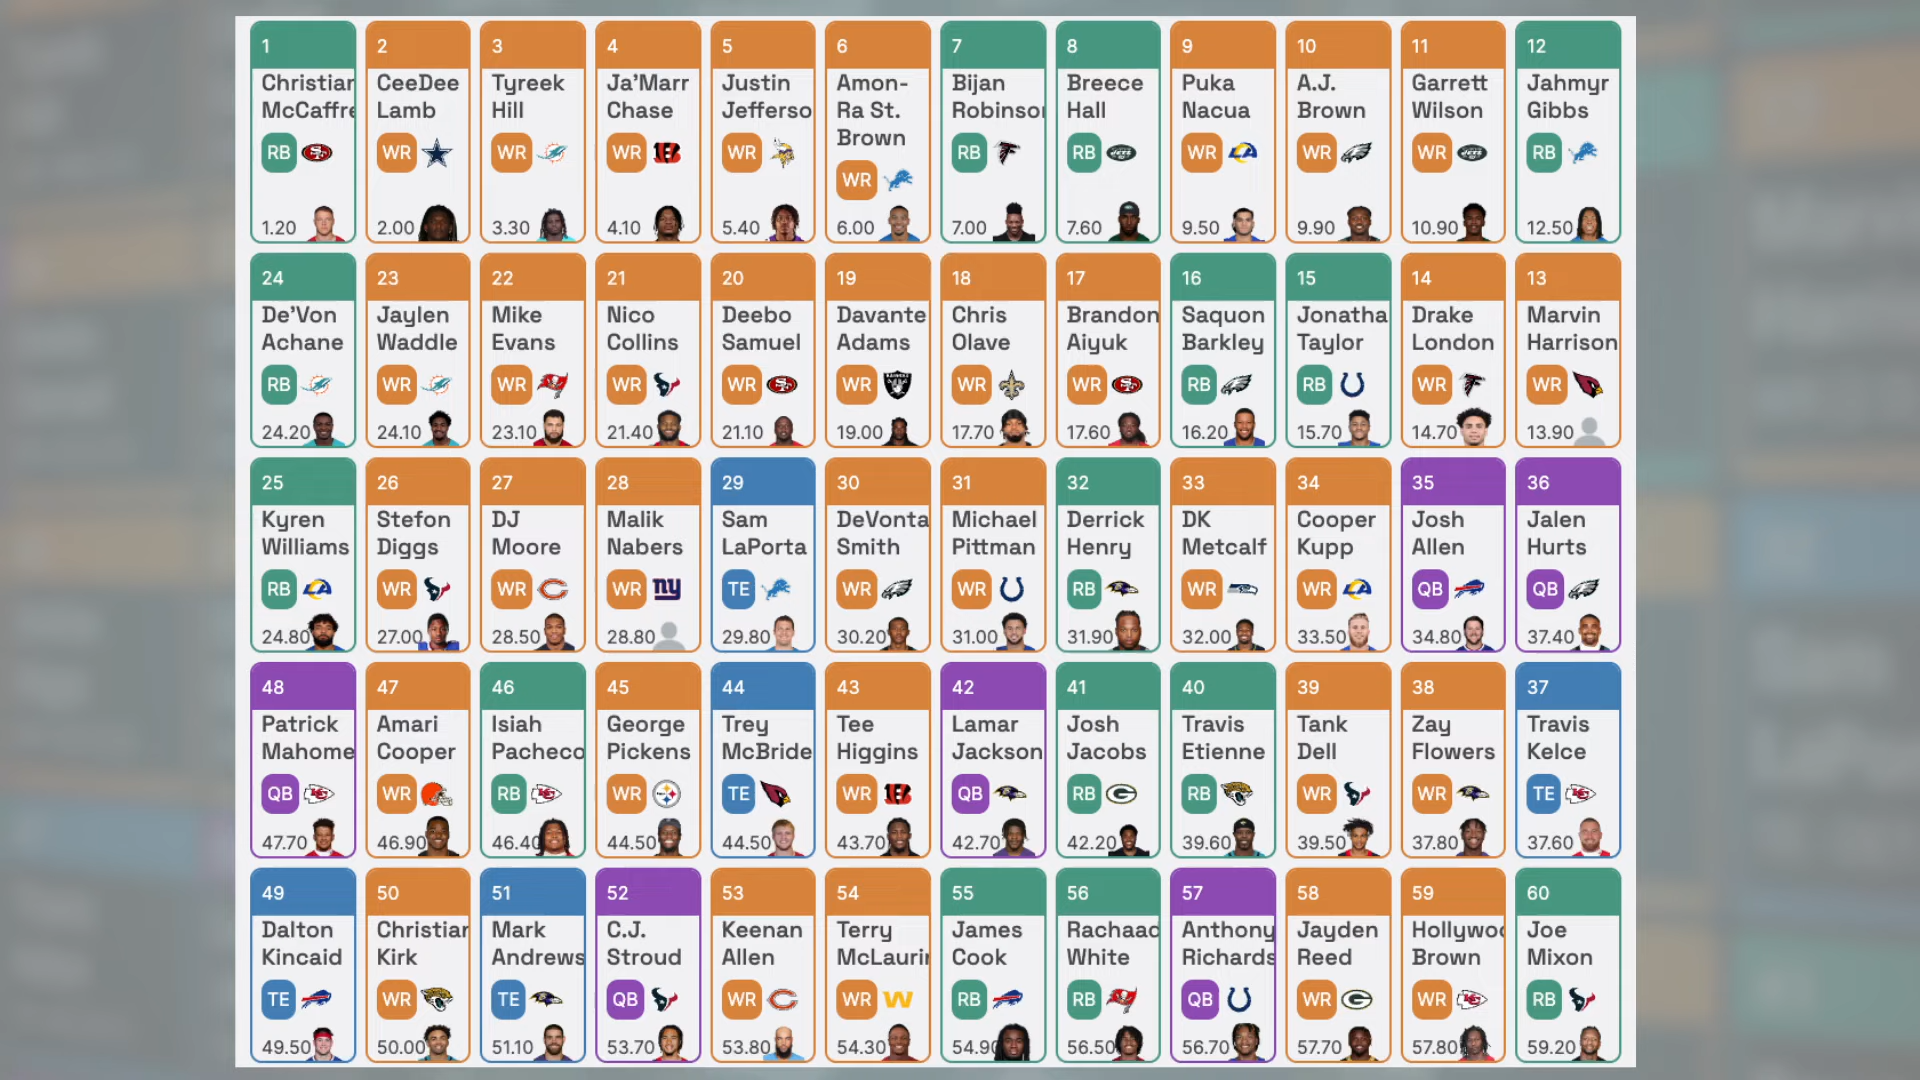 1
Christian
McCaffre
RB
1.20
2
CeeDee
Lamb
WR
2.00
3
Tyreek
Hill
WR
3.30
4
Ja'Marr
Chase
WR
4.10
5
Justin
Jefferso
WR
5.40
6
Amon-
Ra St.
Brown
WR
6.00
7
Bijan
Robinson
RB
7.00
8
Breece
Hall
RB
7.60
9
Puka
Nacua
WR
9.50
10
A.J.
Brown
WR
9.90
11
Garrett
Wilson
WR
10.90
12
Jahmyr
Gibbs
RB
12.50
24
De'Von
Achane
RB
24.20
23
Jaylen
Waddle
WR
24.10
22
Mike
Evans
WR
23.10
21
Nico
Collins
WR
21.40
20
Deebo
Samuel
WR
21.10
19
Davante
Adams
WR
19.00
18
Chris
Olave
WR
17.70
17
Brandon
Aiyuk
WR
17.60
16
Saquon
Barkley
RB
16.20
15
Jonatha
Taylor
RB
15.70
14
Drake
London
WR
14.70
13
Marvin
Harrison
WR
13.90
25
Kyren
Williams
RB
24.80
26
Stefon
Diggs
WR
27.00
27
DJ
Moore
WR
28.50
28
Malik
Nabers
WR
ny
28.80
29
Sam
LaPorta
TE
29.80
30
DeVonta
Smith
WR
30.20
31
Michael
Pittman
WR
31.00
32
Derrick
Henry
RB
31.90
33
DK
Metcalf
WR
32.00
34
Cooper
Kupp
WR
33.50
35
Josh
Allen
QB
34.80
36
Jalen
Hurts
QB
37.40
48
Patrick
Mahome
QB
47.70
47
Amari
Cooper
WR
46.90
46
Isiah
Pacheco
RB
46.40
45
George
Pickens
WR
44.50
44
Trey
McBride
TE
44.50
43
Tee
Higgins
WR
43.70
42
Lamar
Jackson
QB
42.70
41
Josh
Jacobs
RB
42.20
40
Travis
Etienne
RB
39.60
39
Tank
Dell
WR
39.50
38
Zay
Flowers
WR
37.80
37
Travis
Kelce
TE
37.60
49
Dalton
Kincaid
TE
49.50
50
Christian
Kirk
WR
50.00
51
Mark
Andrews
TE
51.10
52
C.J.
Stroud
QB
53.70
53
Keenan
Allen
WR
53.80
54
Terry
McLaurin
WR
W
54.30
55
James
Cook
RB
54.90
56
Rachaad
White
RB
56.50
57
Anthony
Richards
QB
56.70
58
Jayden
Reed
WR
57.70
59
Hollywoo
Brown
WR
57.80
60
Joe
Mixon
RB
59.20